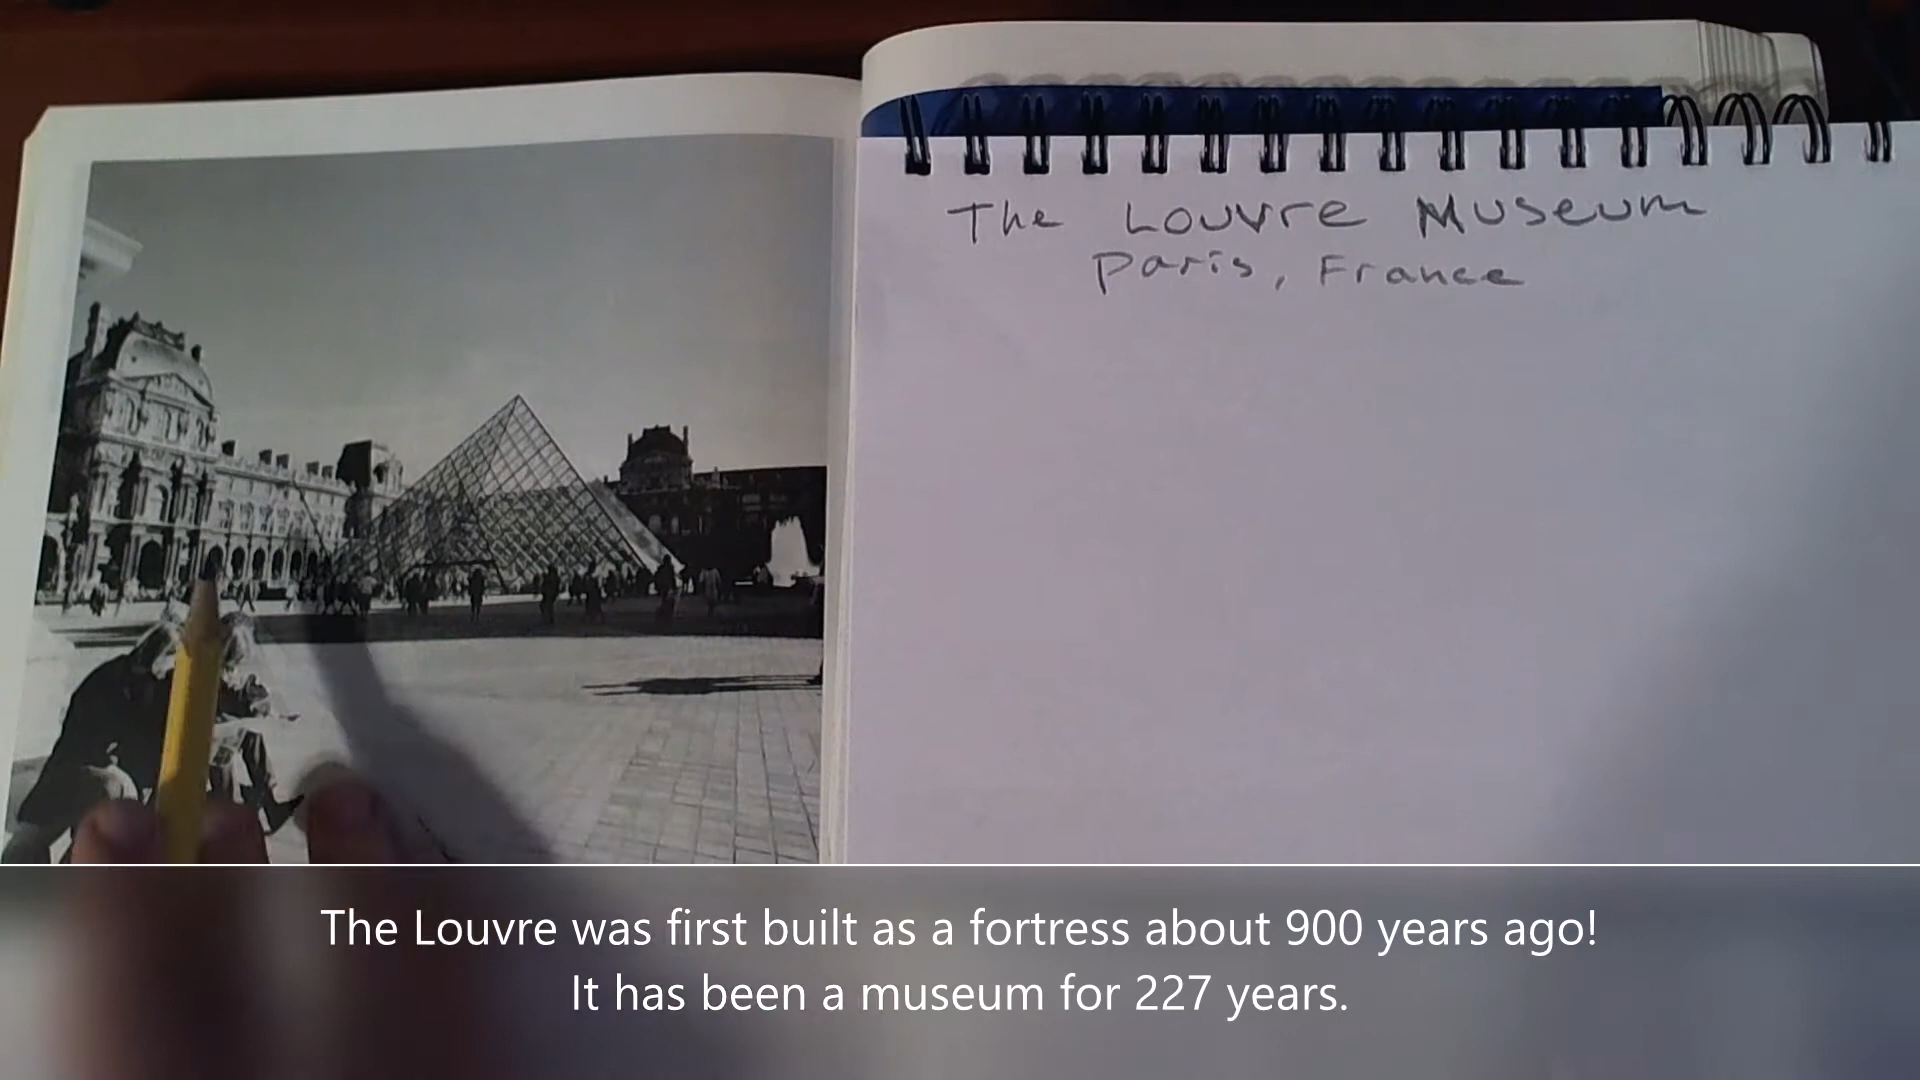 The Louvre Museum
Paris, France
The Louvre was first built as a fortress about 900 years ago!
It has been a museum for 227 years.